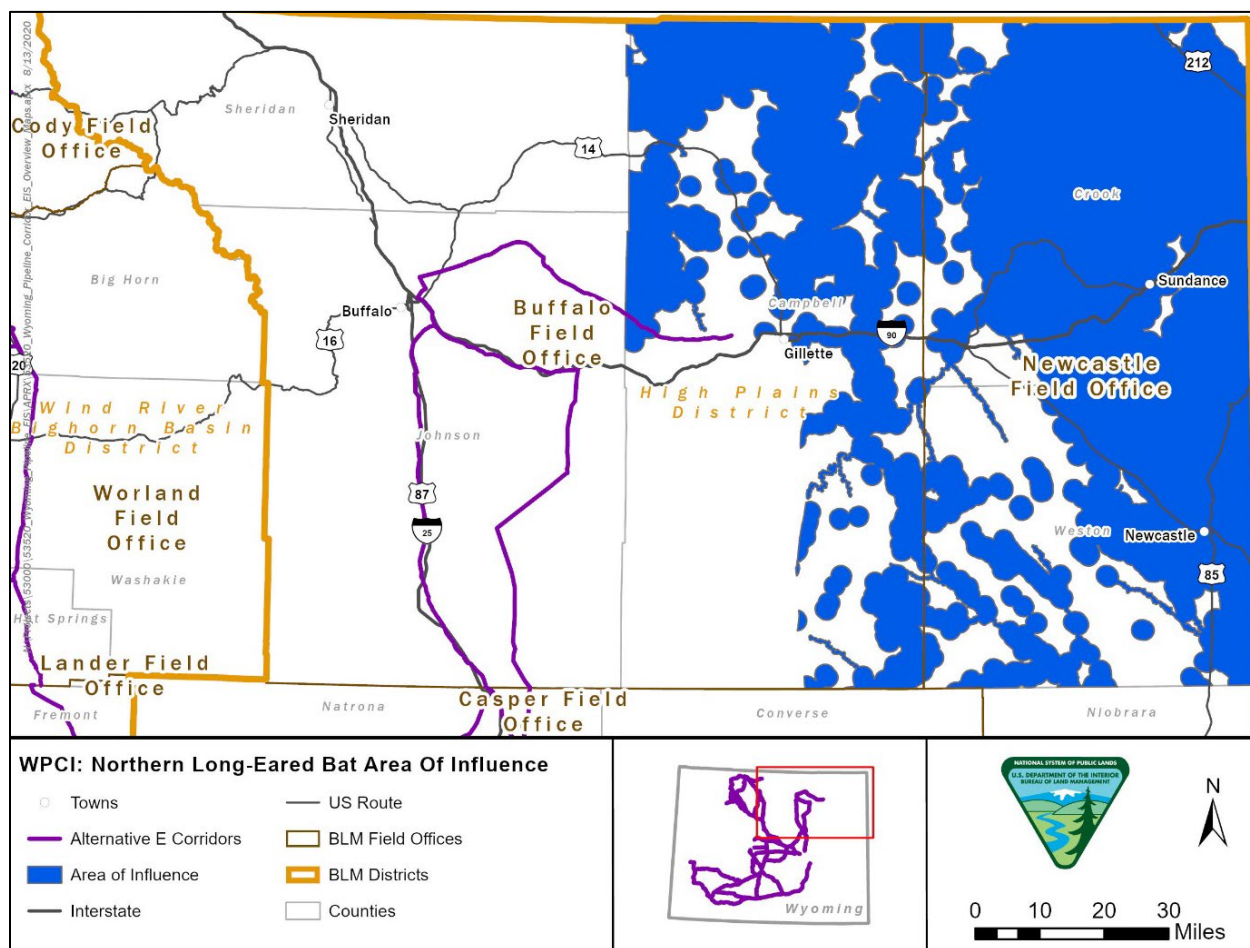 212
Sheridan
Sheridan
Cody Field
Office
14
Crook
Big Horn
Sundance
Buffalo
Buffalo
Field
Office
Campbell
16
90
Gillette
20
Newcastle
Field Office
High Plains
District
Wind River
Bighorn Basin
District
Johnson
Worland
Field
Office
87
25
Weston
Newcastle
Washakie
85
Hot Springs
Lander Field
Office
Casper Field
Office
Fremont
Natrona
Converse
Niobrara
8/13/2020
WPCI: Northern Long-Eared Bat Area Of Influence
Towns
Alternative E Corridors
Area of Influence
Interstate
US Route
BLM Field Offices
BLM Districts
Counties
Wyoming
NATIONAL SYSTEM OF PUBLIC LANDS
U.S. DEPARTMENT OF THE INTERIOR
BUREAU OF LAND MANAGEMENT
N
0 10 20 30
Miles